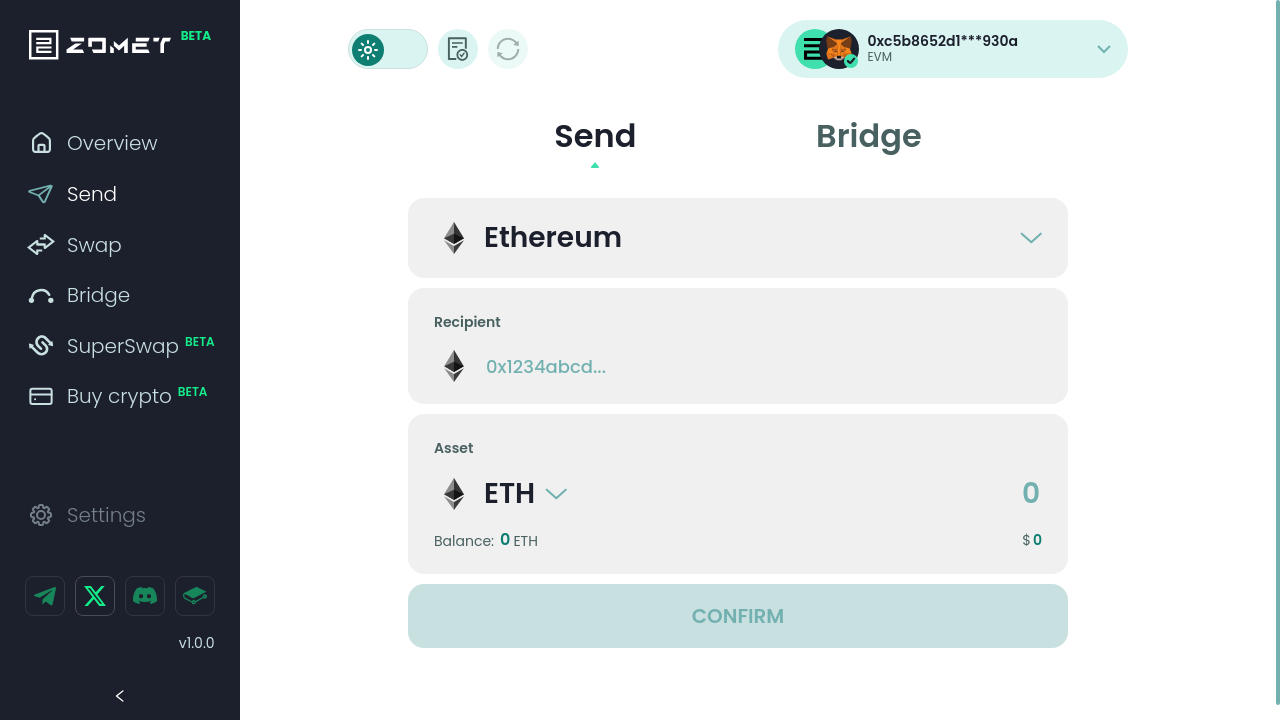 ZOMET BETA
Overview
Send
Swap
Bridge
SuperSwap BETA
Buy crypto BETA
Settings
v1.0.0
0xc5b8652d1***930a
EVM
Send
Bridge
Ethereum
Recipient
0x1234abcd...
Asset
ETH
0
Balance: 0 ETH
$ 0
CONFIRM